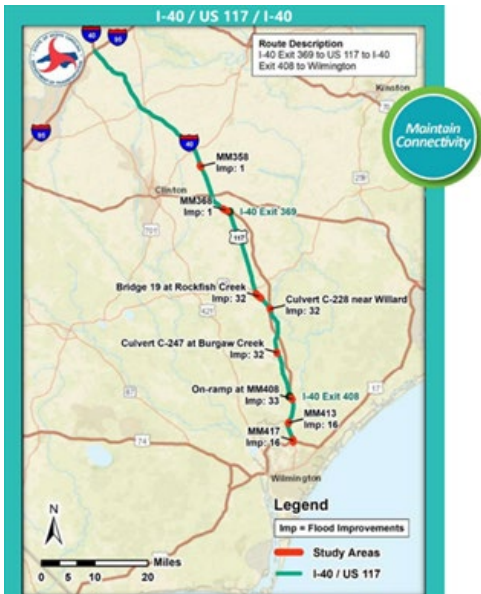 I-40 / US 117 / I-40
Route Description
I-40 Exit 369 to US 117 to I-40
Exit 408 to Wilmington
40
95
Kinston
95
Maintain
Connectivity
40
MM358
Imp: 1
Clinton
MM368
Imp: 1
I-40 Exit 369
117
701
Bridge 19 at Rockfish Creek
Imp: 32
Culvert C-228 near Willard
Imp: 32
Culvert C-247 at Burgaw Creek
Imp: 32
On-ramp at MM408
Imp: 33
I-40 Exit 408
17
MM413
Imp: 16
MM417
Imp: 16
74
Wilmington
N
Legend
Imp = Flood Improvements
Study Areas
I-40 / US 117
Miles
0 5 10 20